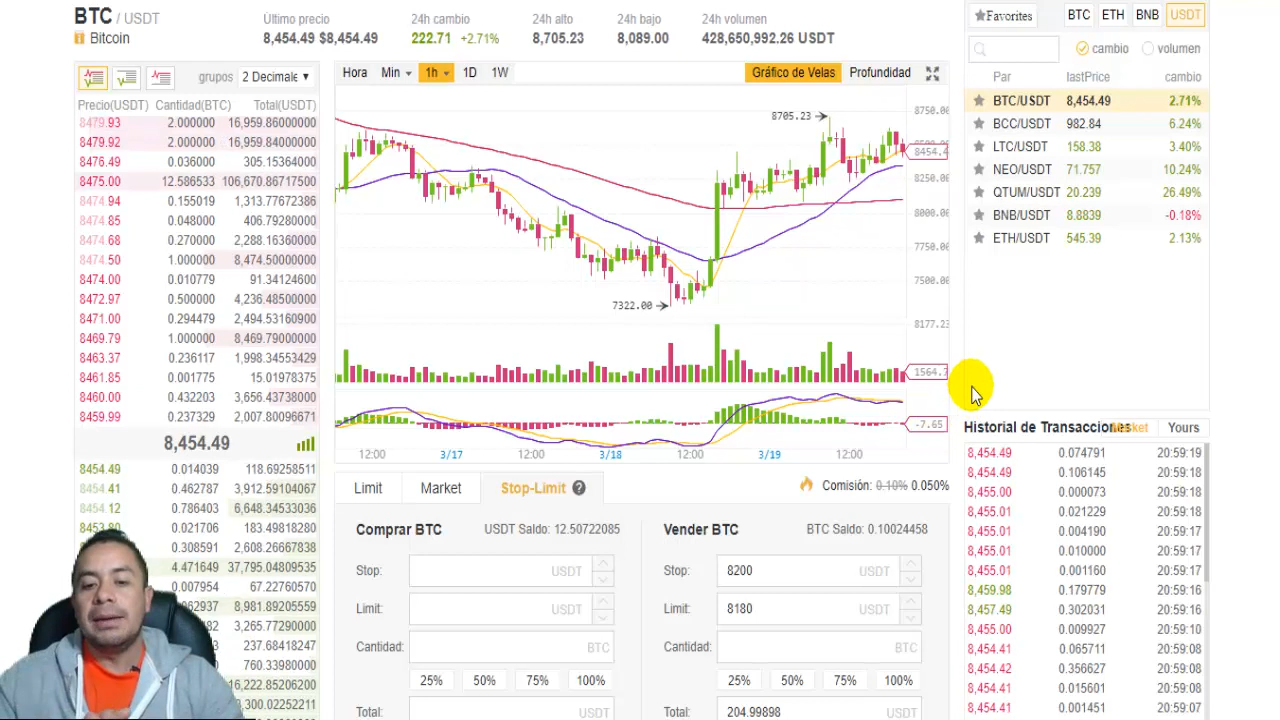 BTC / USDT
Bitcoin
Último precio
8,454.49 $8,454.49
24h cambio
222.71 +2.71%
24h alto
8,705.23
24h bajo
8,089.00
24h volumen
428,650,992.26 USDT
Favorites BTC ETH BNB USDT
cambio volumen
Par lastPrice cambio
BTC/USDT 8,454.49 2.71%
BCC/USDT 982.84 6.24%
LTC/USDT 158.38 3.40%
NEO/USDT 71.757 10.24%
QTUM/USDT 20.239 26.49%
BNB/USDT 8.8839 -0.18%
ETH/USDT 545.39 2.13%
grupos 2 Decimale
Precio(USDT) Cantidad(BTC) Total(USDT)
8479.93 2.000000 16,959.86000000
8479.92 2.000000 16,959.84000000
8476.49 0.036000 305.15364000
8475.00 12.586533 106,670.86717500
8474.94 0.155019 1,313.77672386
8474.85 0.048000 406.79280000
8474.68 0.270000 2,288.16360000
8474.50 1.000000 8,474.50000000
8474.00 0.010779 91.34124600
8472.97 0.500000 4,236.48500000
8471.00 0.294479 2,494.53160900
8469.79 1.000000 8,469.79000000
8463.37 0.236117 1,998.34553429
8461.85 0.001775 15.01978375
8460.00 0.432203 3,656.43738000
8459.99 0.237329 2,007.80096671
8,454.49
8454.49 0.014039 118.69258511
8454.41 0.462787 3,912.59104067
8454.12 0.786403 6,648.34533036
8453.80 0.021706 183.49818280
0.308591 2,608.26667838
4.471649 37,795.04809535
0.007954 67.22760570
062937 8,981.89205559
3,265.77290000
237.68418247
760.33980000
16,222.85206200
300.02252211
Hora Min 1h 1D 1W
Gráfico de Velas Profundidad
8705.23
7322.00
8750.00
8454.4
8250.00
8000.00
7750.00
7500.00
8177.23
1564.7
-7.65
12:00 3/17 12:00 3/18 12:00 3/19 12:00
Limit Market Stop-Limit ?
Comisión: 0.10% 0.050%
Comprar BTC USDT Saldo: 12.50722085
Stop: USDT
Limit: USDT
Cantidad: BTC
25% 50% 75% 100%
Total: USDT
Vender BTC BTC Saldo: 0.10024458
Stop: 8200 USDT
Limit: 8180 USDT
Cantidad: BTC
25% 50% 75% 100%
Total: 204.99898 USDT
Historial de Transacciones Market Yours
8,454.49 0.074791 20:59:19
8,454.49 0.106145 20:59:18
8,455.00 0.000073 20:59:18
8,455.01 0.021229 20:59:18
8,455.01 0.004190 20:59:17
8,455.01 0.010000 20:59:17
8,455.01 0.001160 20:59:17
8,459.98 0.179779 20:59:16
8,457.49 0.302031 20:59:16
8,455.00 0.009927 20:59:10
8,454.41 0.065711 20:59:08
8,454.42 0.356627 20:59:08
8,454.41 0.015601 20:59:08
8,454.41 0.001451 20:59:07